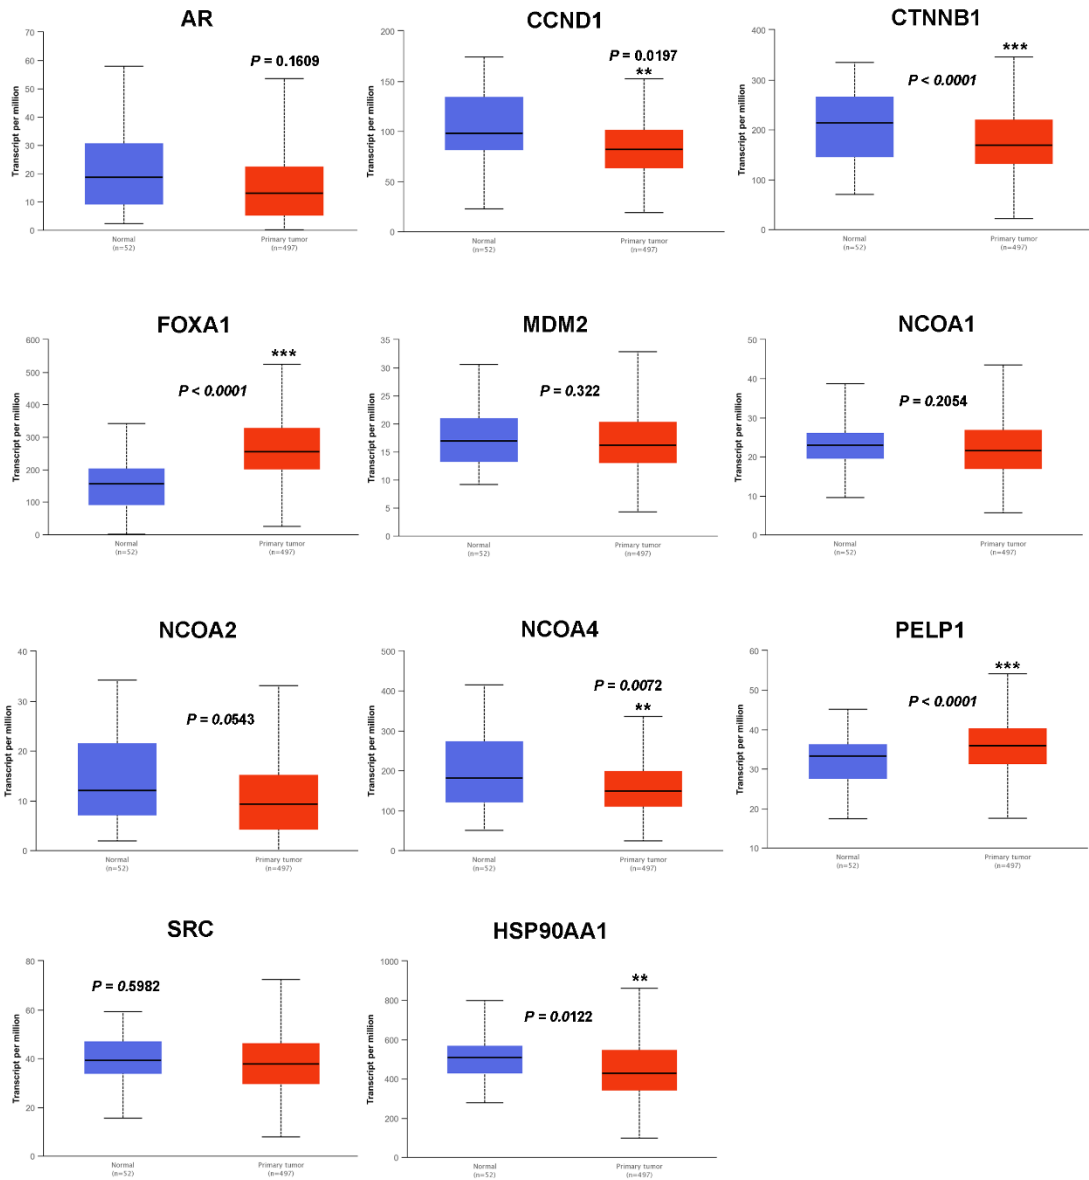 AR
Transcript per million
70
60
50
40
30
20
10
0
P = 0.1609
Normal
(n=52)
Primary tumor
(n=497)
CCND1
Transcript per million
200
150
100
50
0
P = 0.0197
**
Normal
(n=52)
Primary tumor
(n=497)
CTNNB1
Transcript per million
400
300
200
100
0
***
P < 0.0001
Normal
(n=52)
Primary tumor
(n=497)
FOXA1
Transcript per million
600
500
400
300
200
100
0
***
P < 0.0001
Normal
(n=52)
Primary tumor
(n=497)
MDM2
Transcript per million
35
30
25
20
15
10
5
0
P = 0.322
Normal
(n=52)
Primary tumor
(n=497)
NCOA1
Transcript per million
50
40
30
20
10
0
P = 0.2054
Normal
(n=52)
Primary tumor
(n=497)
NCOA2
Transcript per million
40
30
20
10
0
P = 0.0543
Normal
(n=52)
Primary tumor
(n=497)
NCOA4
Transcript per million
500
400
300
200
100
0
P = 0.0072
**
Normal
(n=52)
Primary tumor
(n=497)
PELP1
Transcript per million
60
50
40
30
20
10
***
P < 0.0001
Normal
(n=52)
Primary tumor
(n=497)
SRC
Transcript per million
80
60
40
20
0
P = 0.5982
Normal
(n=52)
Primary tumor
(n=497)
HSP90AA1
Transcript per million
1000
800
600
400
200
0
**
P = 0.0122
Normal
(n=52)
Primary tumor
(n=497)